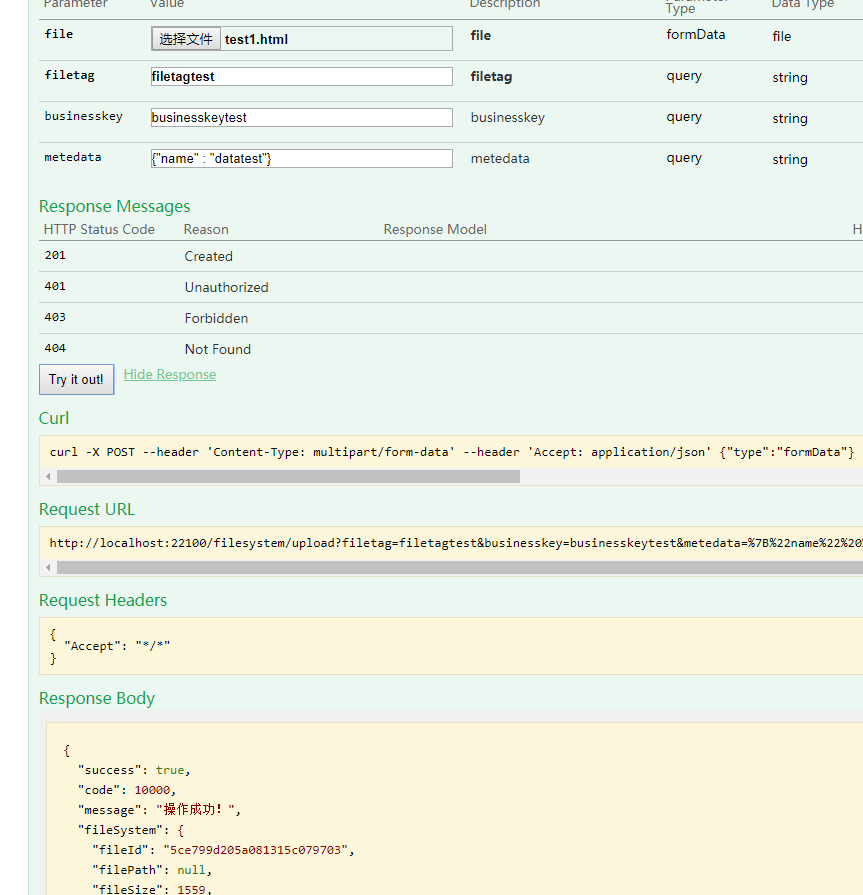 Parameter Value Description Parameter Type Data Type
file 选择文件 test1.html file formData file
filetag filetagtest filetag query string
businesskey businesskeytest businesskey query string
metedata {"name" : "datatest"} metedata query string
Response Messages
HTTP Status Code Reason Response Model H
201 Created
401 Unauthorized
403 Forbidden
404 Not Found
Try it out! Hide Response
Curl
curl -X POST --header 'Content-Type: multipart/form-data' --header 'Accept: application/json' {"type":"formData"}
Request URL
http://localhost:22100/filesystem/upload?filetag=filetagtest&businesskey=businesskeytest&metedata=%7B%22name%22%20
Request Headers
{
"Accept": "*/*"
}
Response Body
{
"success": true,
"code": 10000,
"message": "操作成功！",
"fileSystem": {
"fileId": "5ce799d205a081315c079703",
"filePath": null,
"fileSize": 1559,